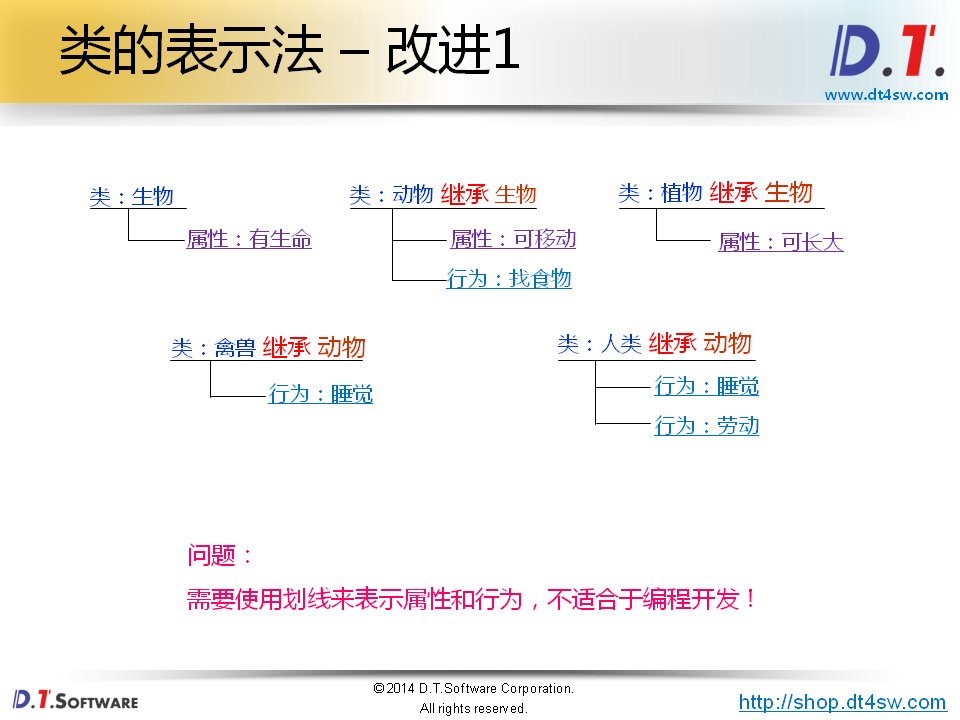 类的表示法 – 改进1
D.T.
www.dt4sw.com
类：生物
属性：有生命
类：动物 继承 生物
属性：可移动
行为：找食物
类：植物 继承 生物
属性：可长大
类：禽兽 继承 动物
行为：睡觉
类：人类 继承 动物
行为：睡觉
行为：劳动
问题：
需要使用划线来表示属性和行为，不适合于编程开发！
D.T.SOFTWARE
©2014 D.T.Software Corporation.
All rights reserved.
http://shop.dt4sw.com